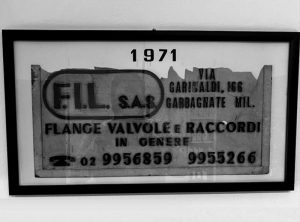 1971
F.I.L. S.A.S.
VIA
GARIBALDI, 166
GARBAGNATE MIL.
FLANGE VALVOLE E RACCORDI
IN GENERE
☎ 02 9956859 9955266